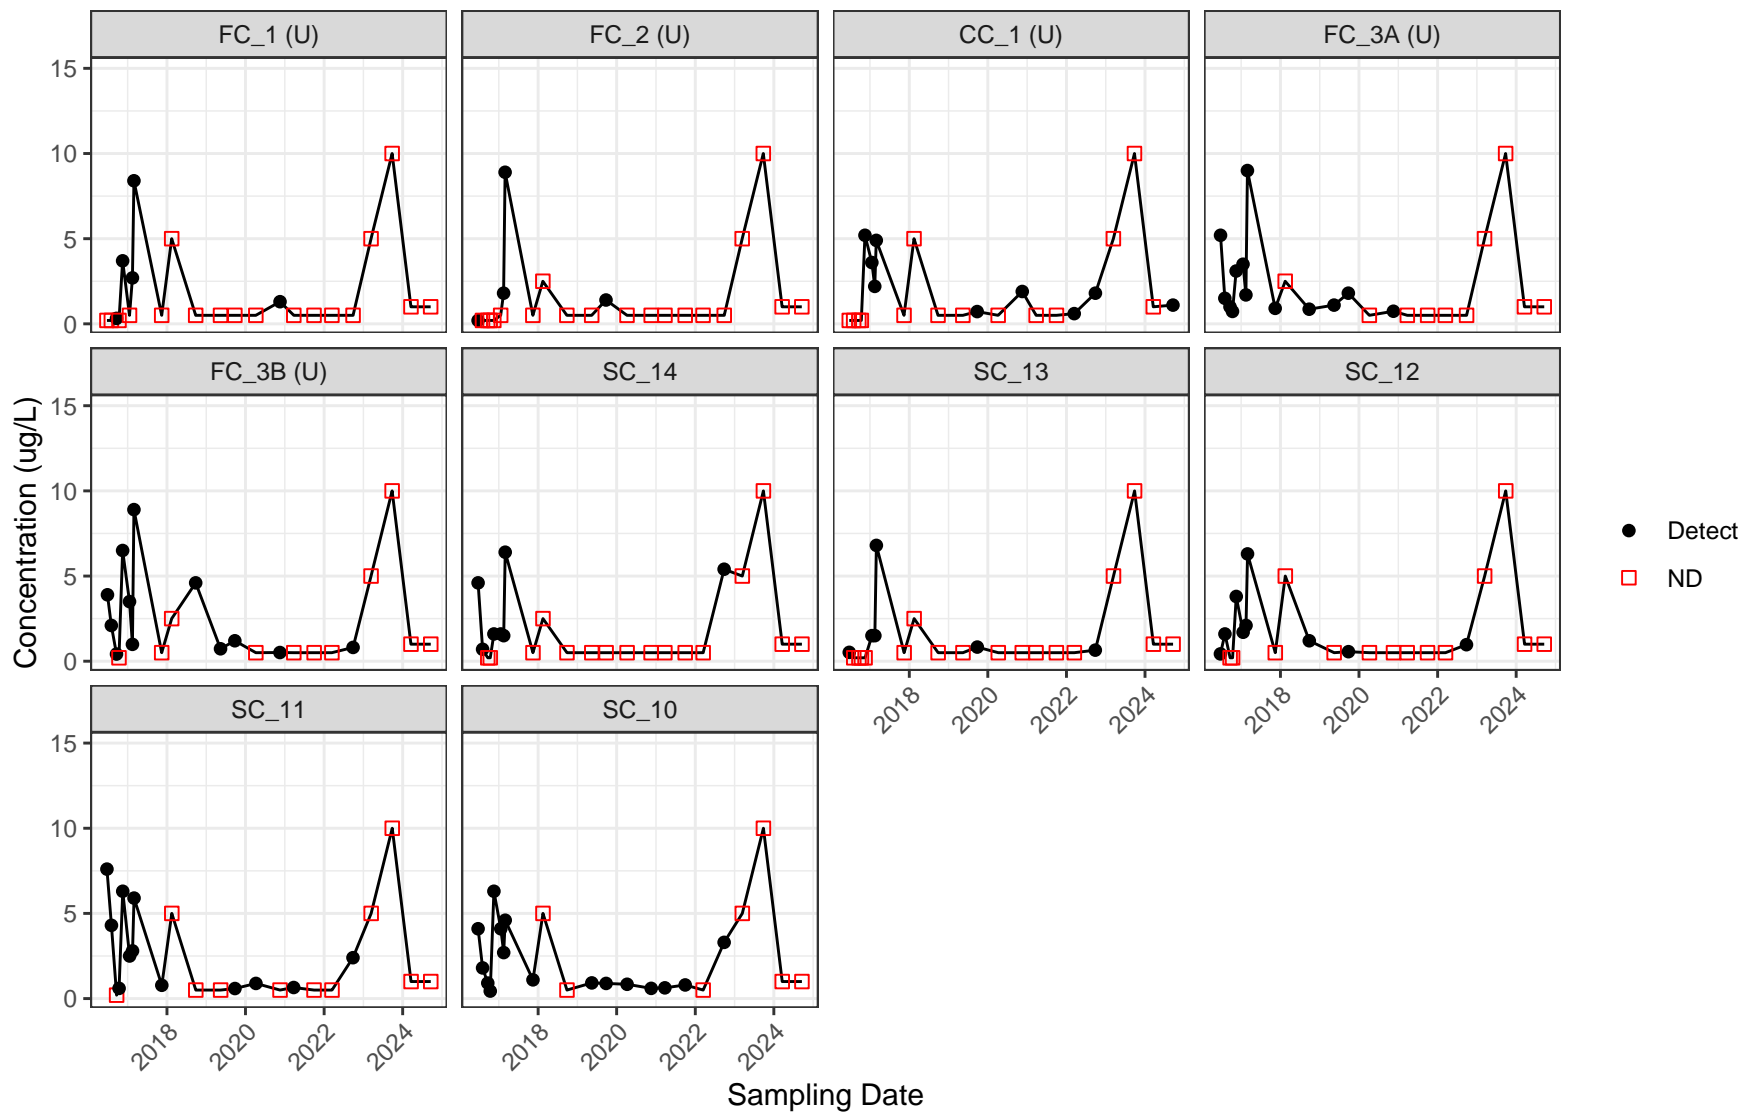 FC_1 (U)
FC_2 (U)
CC_1 (U)
FC_3A (U)
15
10
5
0
FC_3B (U)
SC_14
SC_13
SC_12
15
10
5
0
2018
2020
2022
2024
2018
2020
2022
2024
SC_11
SC_10
15
10
5
0
2018
2020
2022
2024
2018
2020
2022
2024
Sampling Date
Concentration (ug/L)
Detect
ND